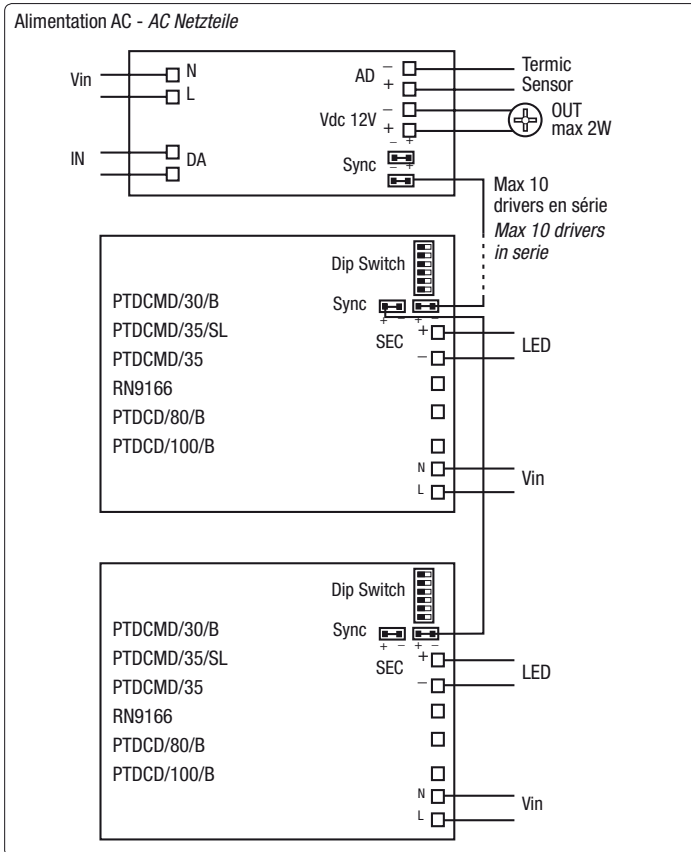 Alimentation AC - AC Netzteile
Vin
N
L
IN
DA
AD
−
+
Termic
Sensor
Vdc 12V
−
+
OUT
max 2W
Sync
− +
− +
Max 10
drivers en série
Max 10 drivers
in serie
Dip Switch
Sync
+ − + −
SEC
+
−
LED
PTDCMD/30/B
PTDCMD/35/SL
PTDCMD/35
RN9166
PTDCD/80/B
PTDCD/100/B
N
L
Vin
Dip Switch
Sync
+ − + −
SEC
+
−
LED
PTDCMD/30/B
PTDCMD/35/SL
PTDCMD/35
RN9166
PTDCD/80/B
PTDCD/100/B
N
L
Vin